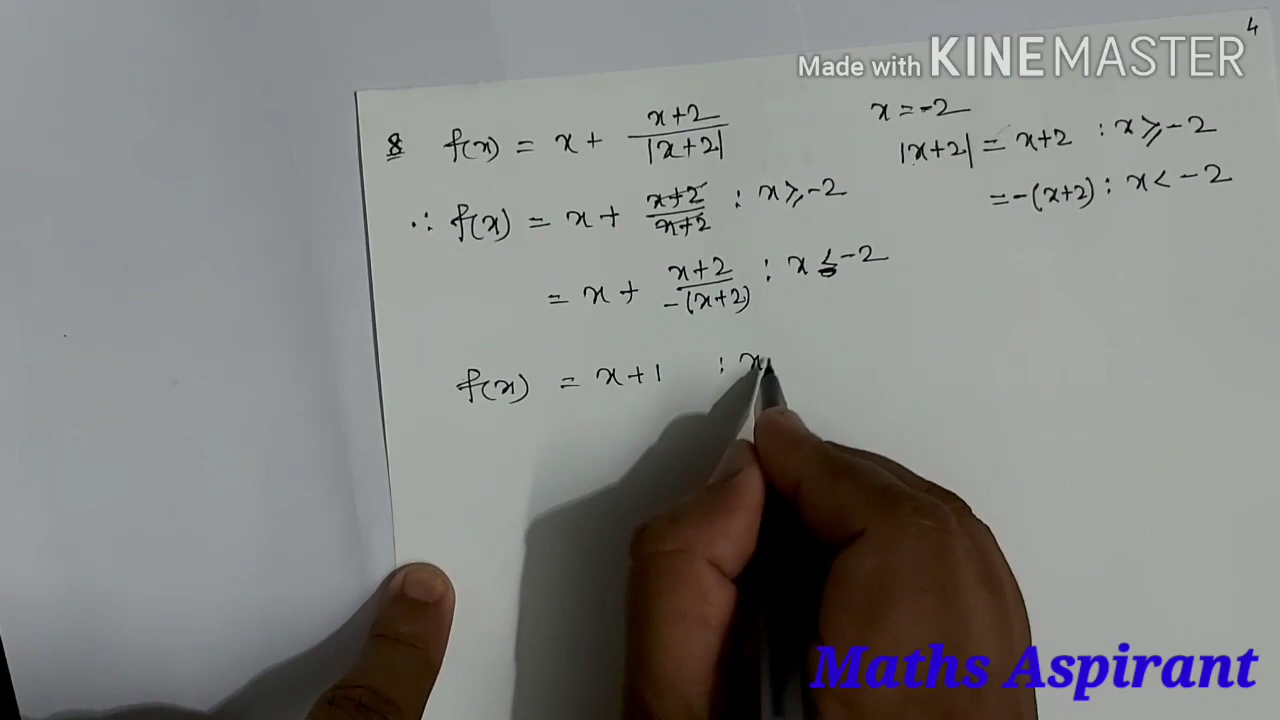 4
Made with KINEMASTER
8 f(x) = x + x+2 / |x+2|
x = -2
|x+2| = x+2 : x ≥ -2
= -(x+2) : x < -2
∴ f(x) = x + x+2 / x+2 : x ≥ -2
= x + x+2 / -(x+2) : x < -2
f(x) = x+1 : x
Maths Aspirant